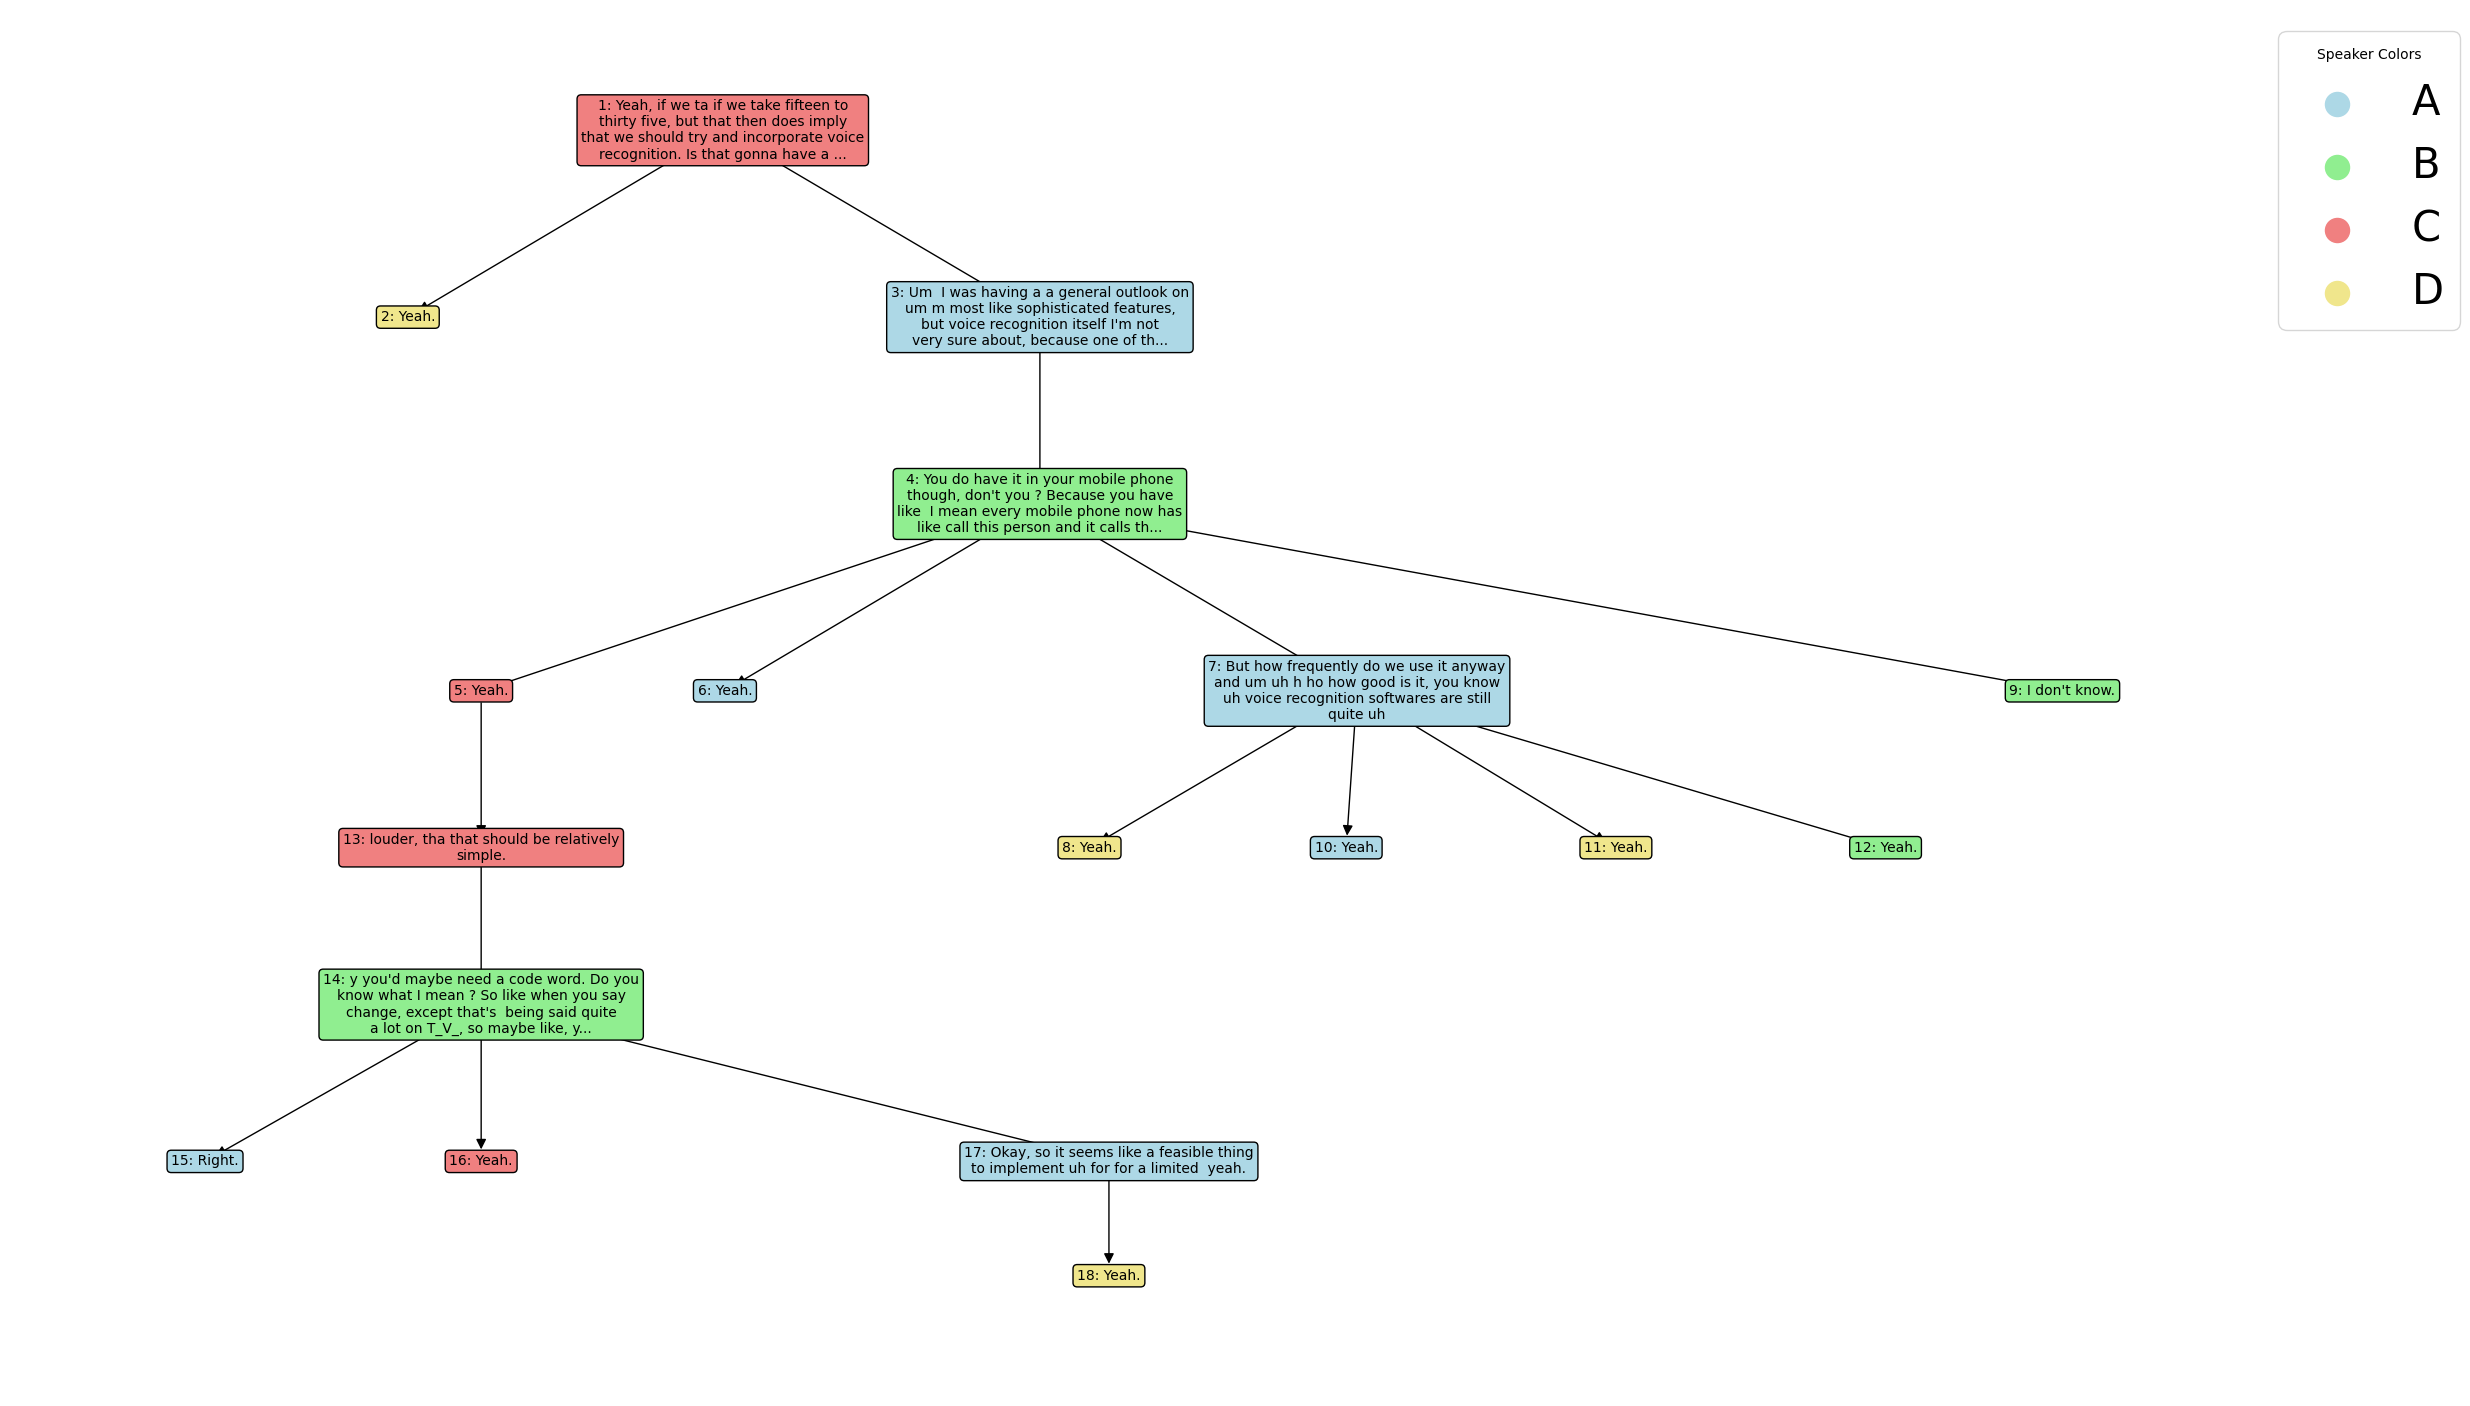 Speaker Colors
A
B
C
D
1: Yeah, if we ta if we take fifteen to
thirty five, but that then does imply
that we should try and incorporate voice
recognition. Is that gonna have a ...
2: Yeah.
3: Um  I was having a a general outlook on
um m most like sophisticated features,
but voice recognition itself I'm not
very sure about, because one of th...
4: You do have it in your mobile phone
though, don't you ? Because you have
like  I mean every mobile phone now has
like call this person and it calls th...
5: Yeah.
6: Yeah.
7: But how frequently do we use it anyway
and um uh h ho how good is it, you know
uh voice recognition softwares are still
quite uh
9: I don't know.
13: louder, tha that should be relatively
simple.
8: Yeah.
10: Yeah.
11: Yeah.
12: Yeah.
14: y you'd maybe need a code word. Do you
know what I mean ? So like when you say
change, except that's  being said quite
a lot on T_V_, so maybe like, y...
15: Right.
16: Yeah.
17: Okay, so it seems like a feasible thing
to implement uh for for a limited  yeah.
18: Yeah.